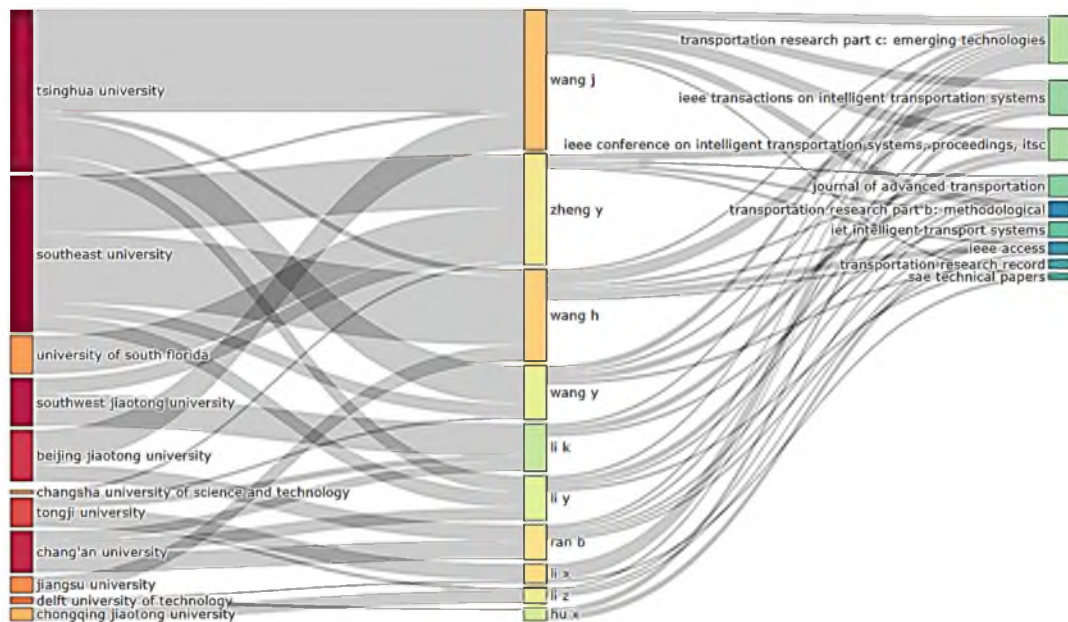 tsinghua university
southeast university
university of south florida
southwest jiaotong university
beijing jiaotong university
changsha university of science and technology
tongji university
chang'an university
jiangsu university
delft university of technology
chongqing jiaotong university
wang j
zheng y
wang h
wang y
li k
li y
ran b
li x
li z
hu x
transportation research part c: emerging technologies
ieee transactions on intelligent transportation systems
ieee conference on intelligent transportation systems, proceedings, itsc
journal of advanced transportation
transportation research part b: methodological
iet intelligent transport systems
ieee access
transportation research record
sae technical papers